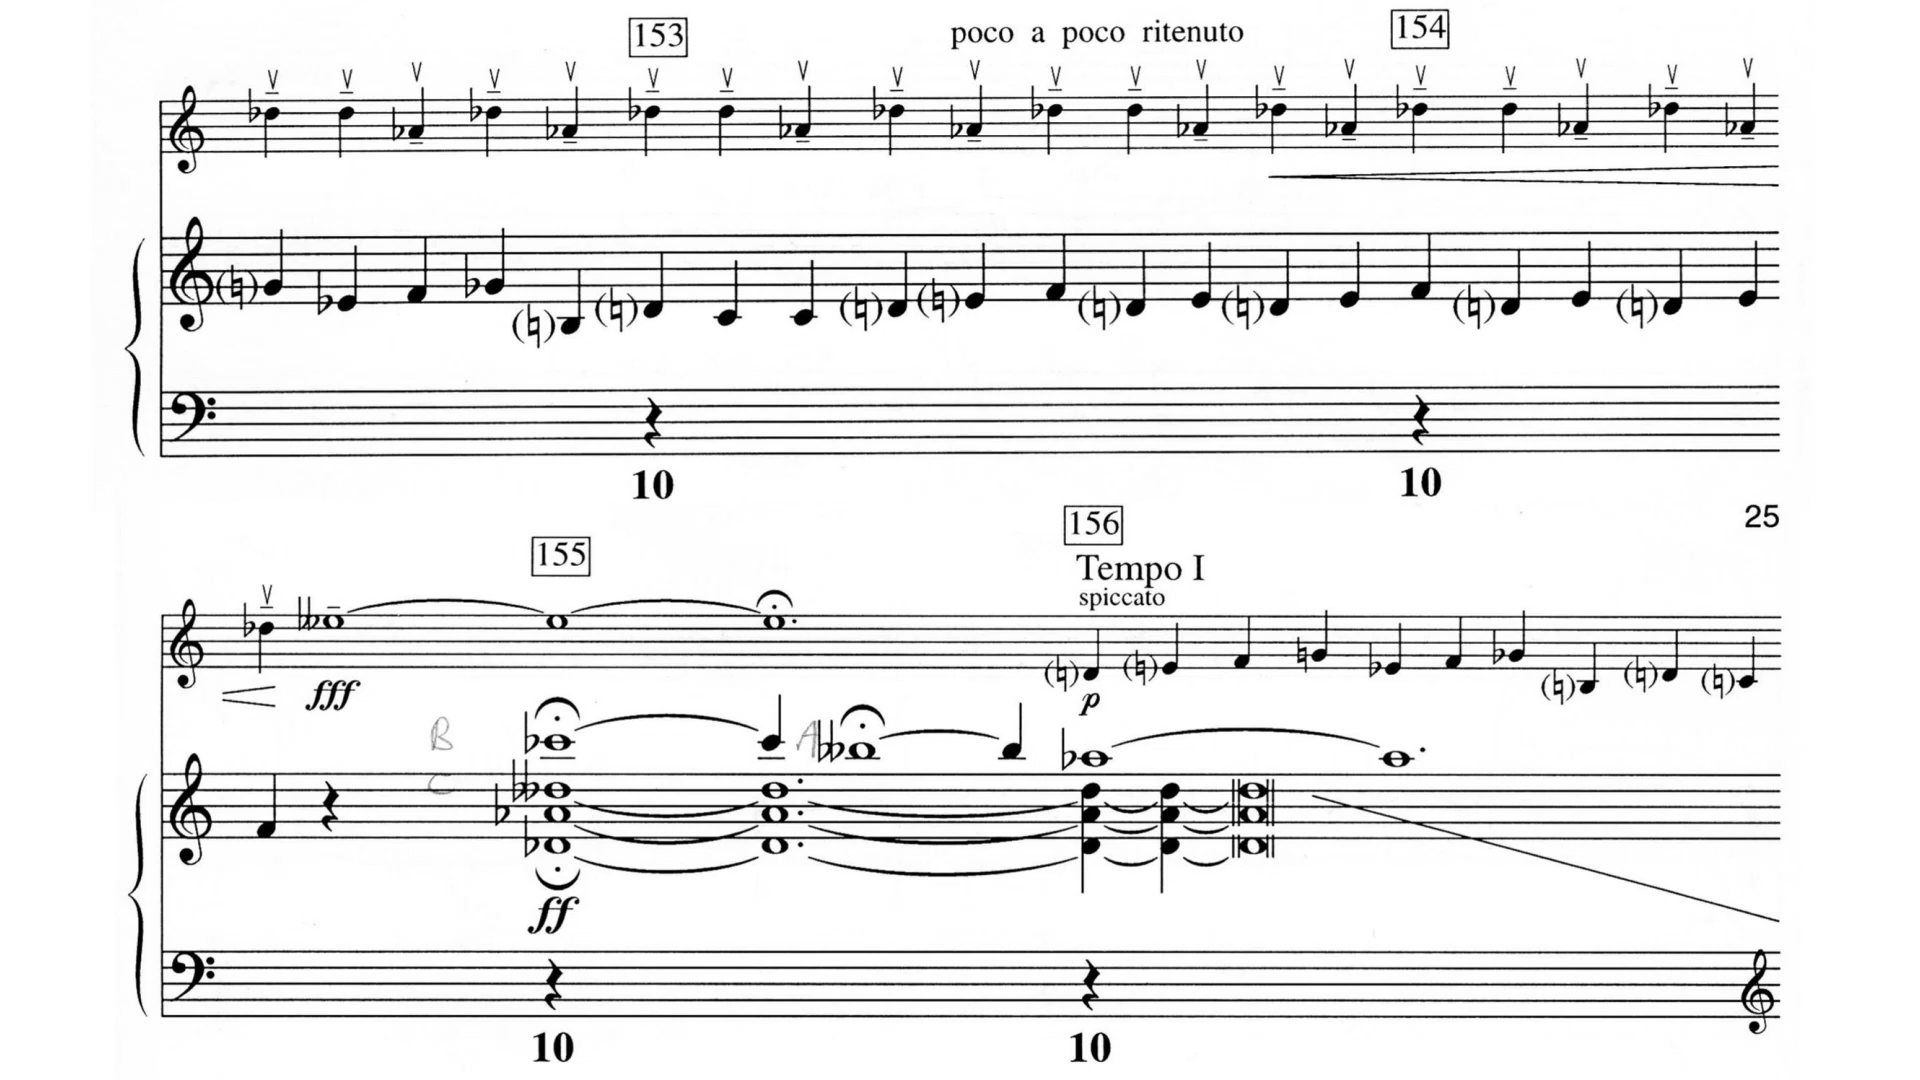 153 poco a poco ritenuto 154
10 10
25
155 156
Tempo I
spiccato
fff p
B A
C
ff
10 10